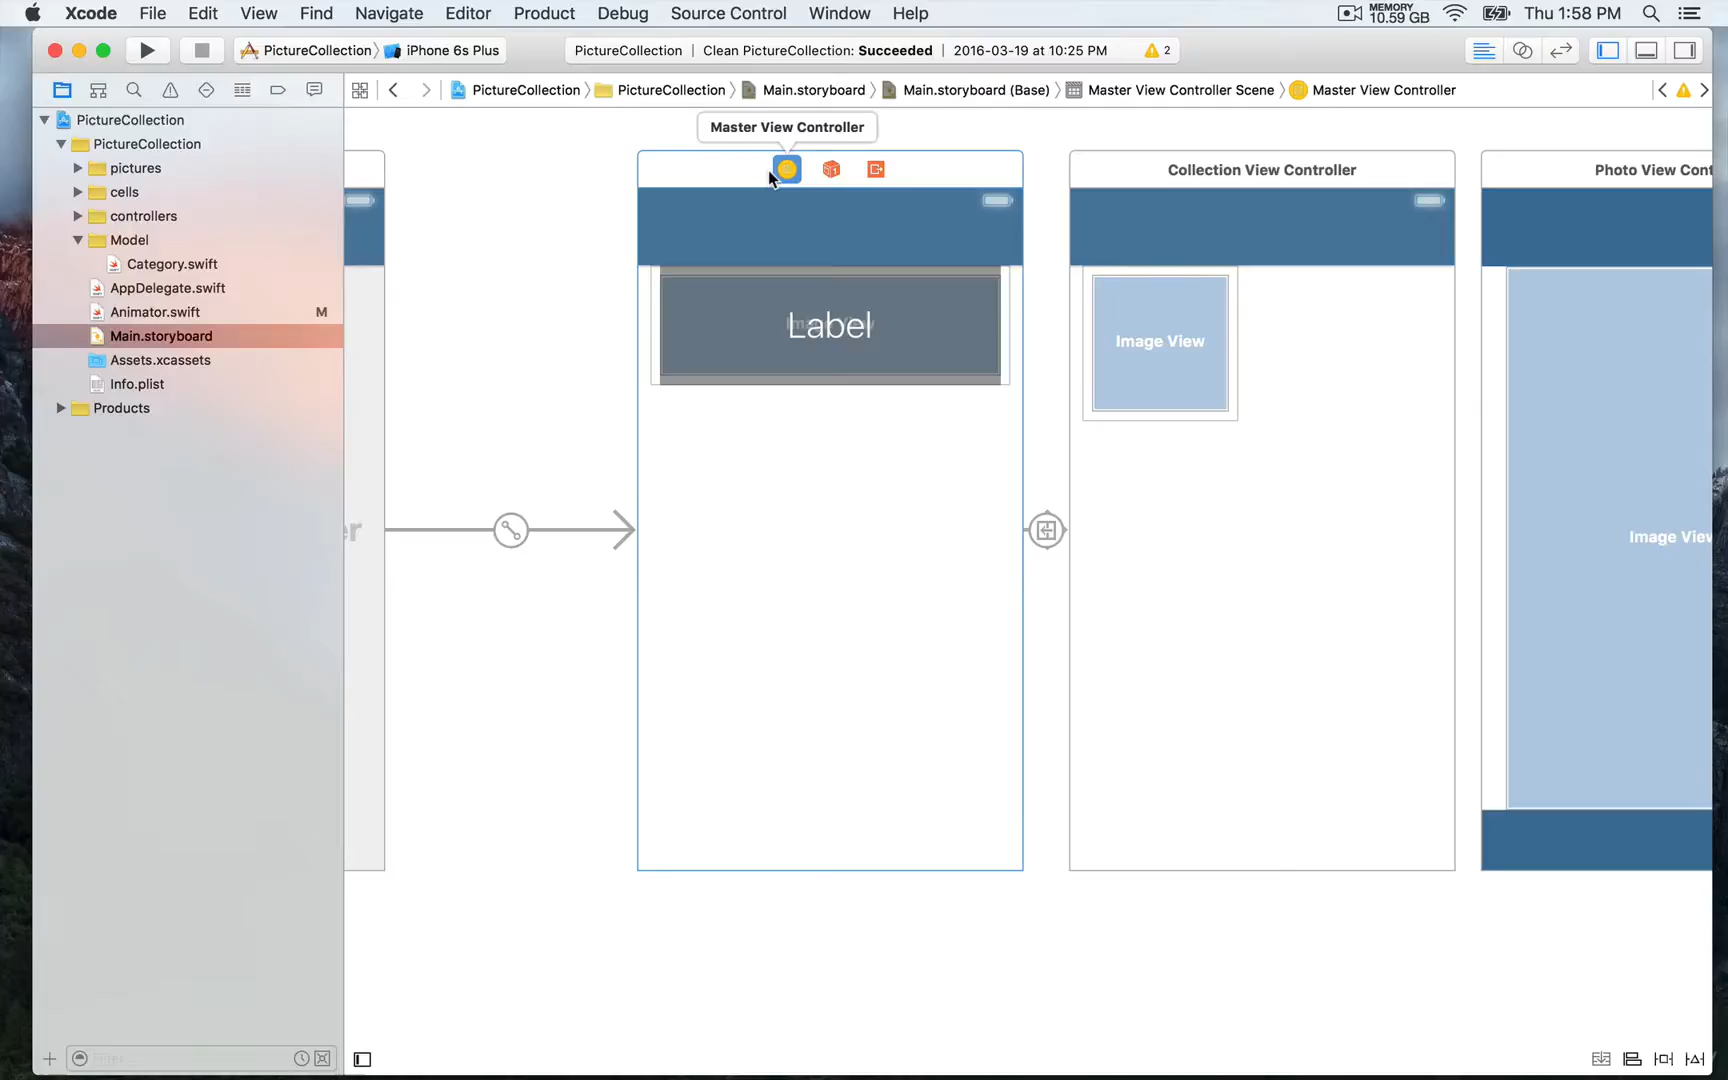 Xcode File Edit View Find Navigate Editor Product Debug Source Control Window Help MEMORY 10.59 GB Thu 1:58 PM
PictureCollection iPhone 6s Plus PictureCollection | Clean PictureCollection: Succeeded | 2016-03-19 at 10:25 PM 2
PictureCollection PictureCollection Main.storyboard Main.storyboard (Base) Master View Controller Scene Master View Controller
PictureCollection
PictureCollection
pictures
cells
controllers
Model
Category.swift
AppDelegate.swift
Animator.swift M
Main.storyboard
Assets.xcassets
Info.plist
Products
Master View Controller
Label
Collection View Controller
Image View
Photo View Cont
Image View
er